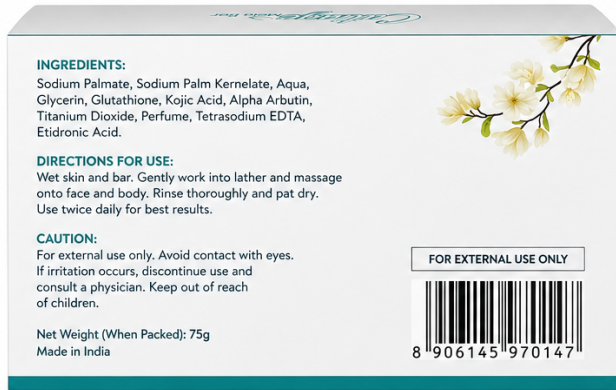 INGREDIENTS:
Sodium Palmate, Sodium Palm Kernelate, Aqua,
Glycerin, Glutathione, Kojic Acid, Alpha Arbutin,
Titanium Dioxide, Perfume, Tetrasodium EDTA,
Etidronic Acid.
DIRECTIONS FOR USE:
Wet skin and bar. Gently work into lather and massage
onto face and body. Rinse thoroughly and pat dry.
Use twice daily for best results.
CAUTION:
For external use only. Avoid contact with eyes.
If irritation occurs, discontinue use and
consult a physician. Keep out of reach
of children.
Net Weight (When Packed): 75g
Made in India
FOR EXTERNAL USE ONLY
8 906145 970147